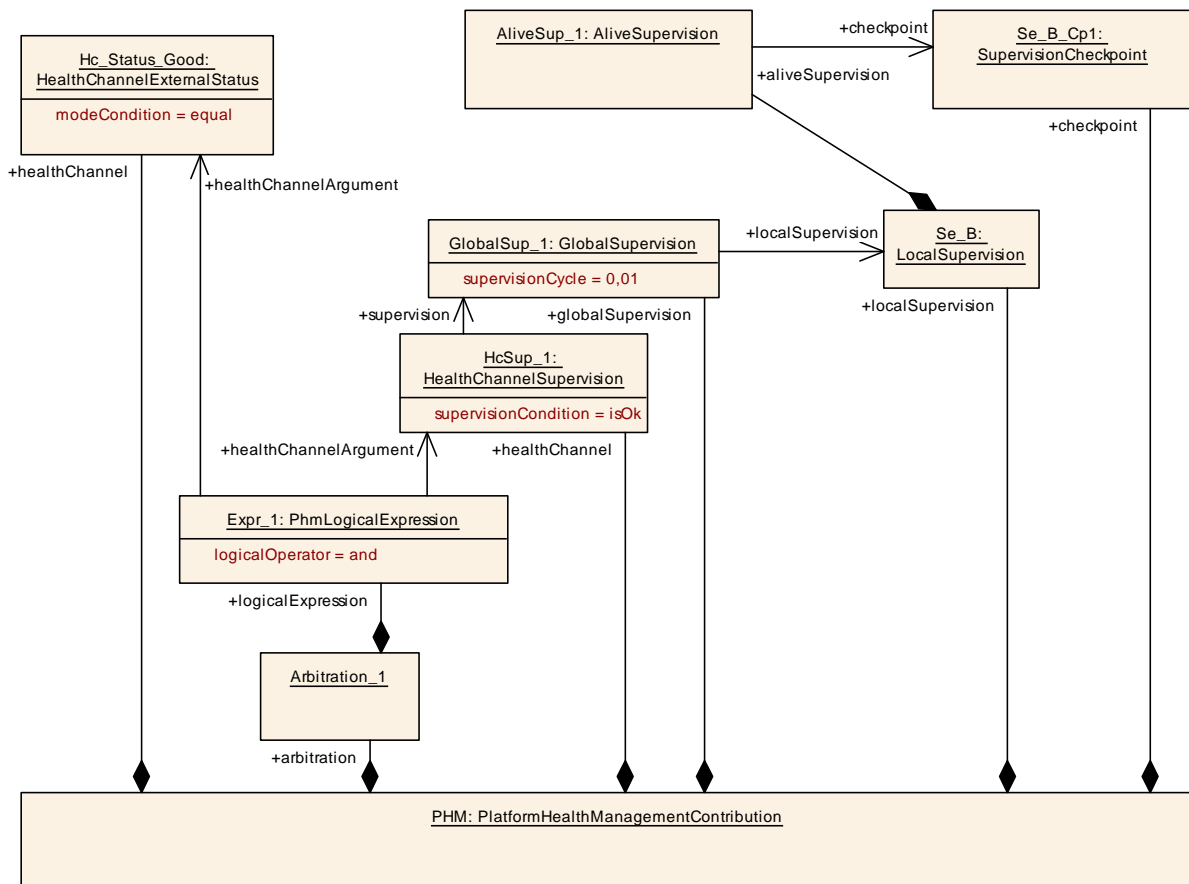 AliveSup_1: AliveSupervision
+checkpoint
Se_B_Cp1:
SupervisionCheckpoint
+aliveSupervision
Hc_Status_Good:
HealthChannelExternalStatus
modeCondition = equal
+checkpoint
+healthChannel
+healthChannelArgument
GlobalSup_1: GlobalSupervision
supervisionCycle = 0,01
+localSupervision
Se_B:
LocalSupervision
+supervision
+globalSupervision
+localSupervision
HcSup_1:
HealthChannelSupervision
supervisionCondition = isOk
+healthChannelArgument
+healthChannel
Expr_1: PhmLogicalExpression
logicalOperator = and
+logicalExpression
Arbitration_1
+arbitration
PHM: PlatformHealthManagementContribution